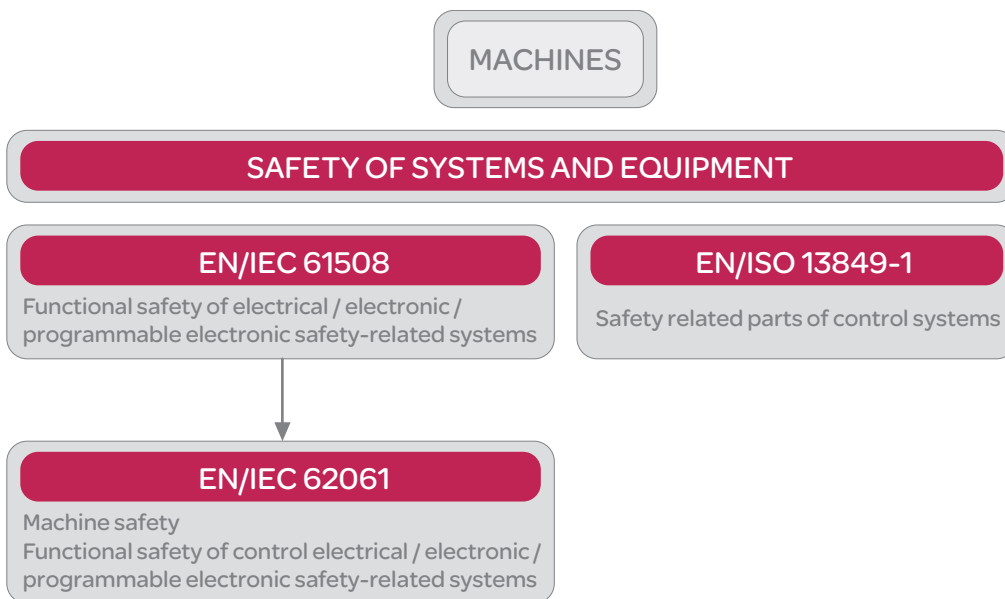 MACHINES
SAFETY OF SYSTEMS AND EQUIPMENT
EN/IEC 61508
Functional safety of electrical / electronic /
programmable electronic safety-related systems
EN/ISO 13849-1
Safety related parts of control systems
EN/IEC 62061
Machine safety
Functional safety of control electrical / electronic /
programmable electronic safety-related systems